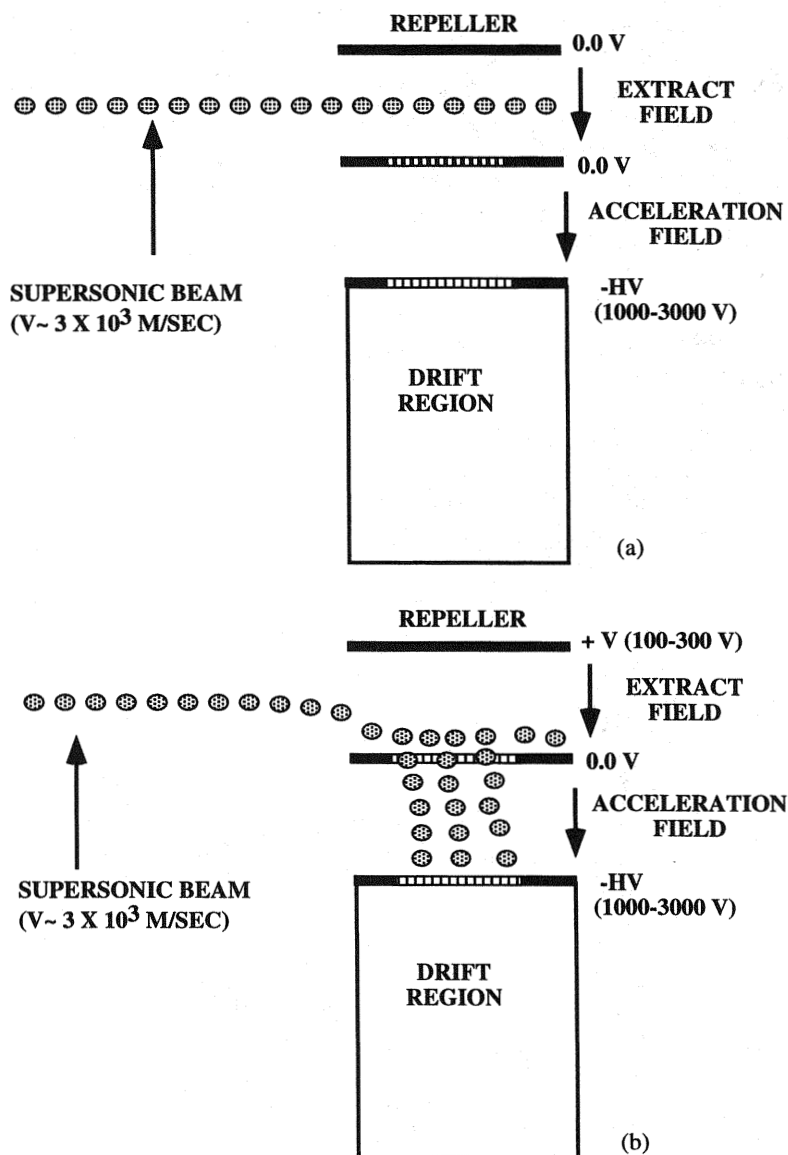 REPELLER
0.0 V
EXTRACT
FIELD
0.0 V
ACCELERATION
FIELD
SUPERSONIC BEAM
(V~ 3 X 10³ M/SEC)
-HV
(1000-3000 V)
DRIFT
REGION
(a)
REPELLER
+ V (100-300 V)
EXTRACT
FIELD
0.0 V
ACCELERATION
FIELD
SUPERSONIC BEAM
(V~ 3 X 10³ M/SEC)
-HV
(1000-3000 V)
DRIFT
REGION
(b)